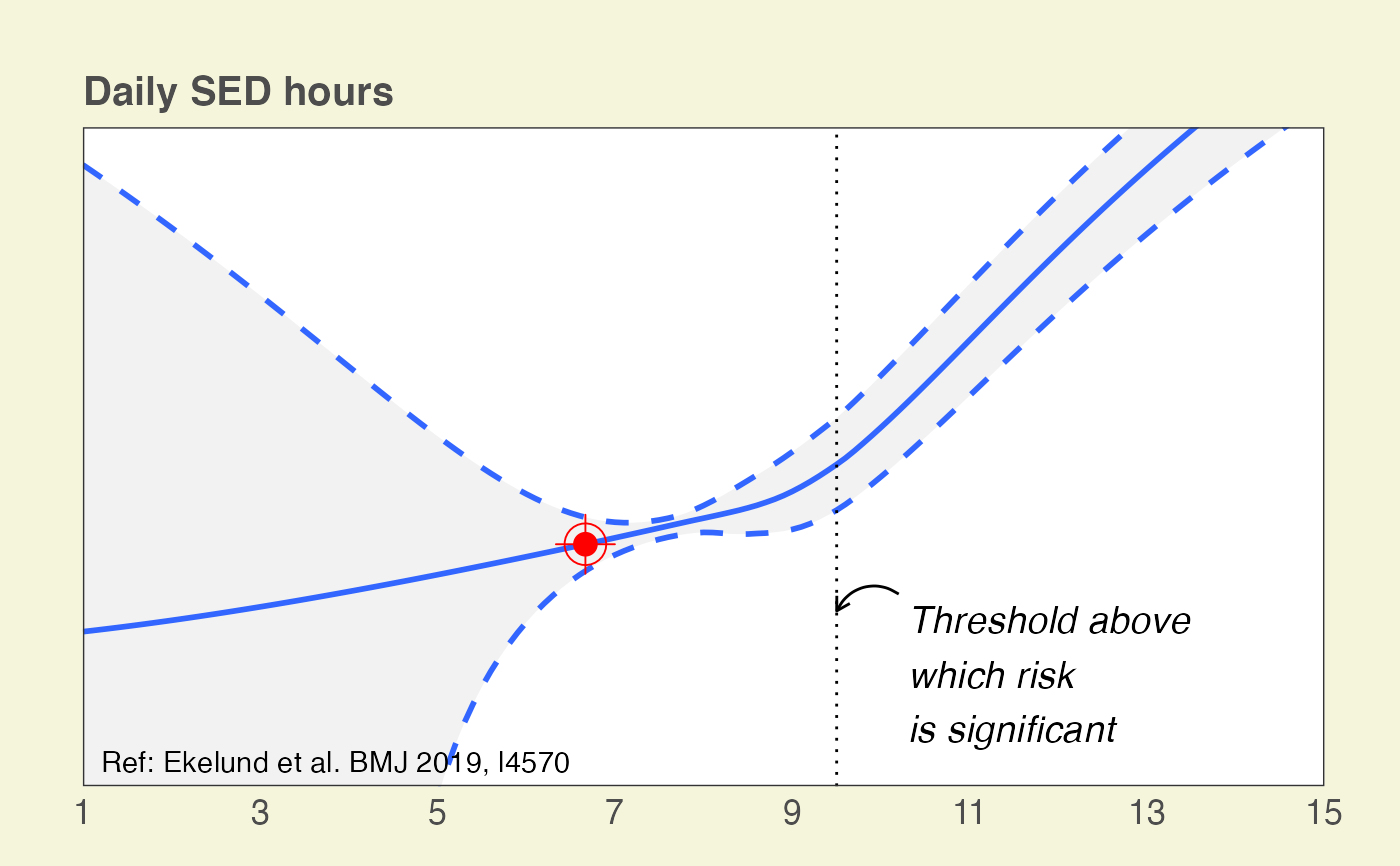 Daily SED hours
Threshold above
which risk
is significant
Ref: Ekelund et al. BMJ 2019, l4570
1 3 5 7 9 11 13 15